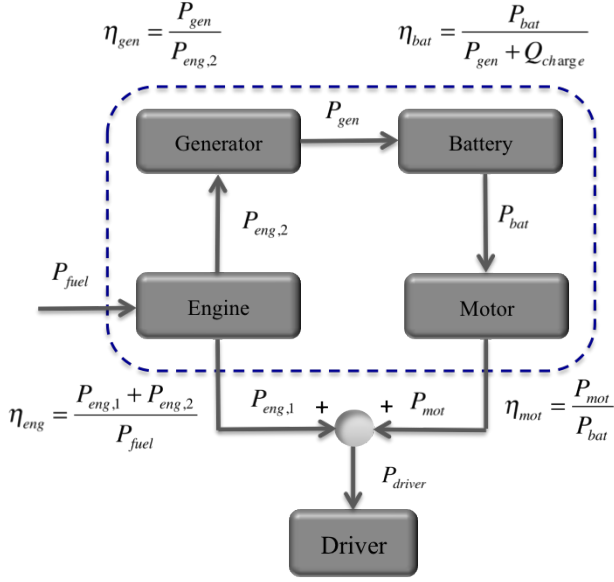 η_gen = P_gen / P_eng,2
η_bat = P_bat / (P_gen + Q_charge)
P_gen
Generator
Battery
P_eng,2
P_bat
P_fuel
Engine
Motor
η_eng = (P_eng,1 + P_eng,2) / P_fuel
P_eng,1
+
+
P_mot
η_mot = P_mot / P_bat
P_driver
Driver